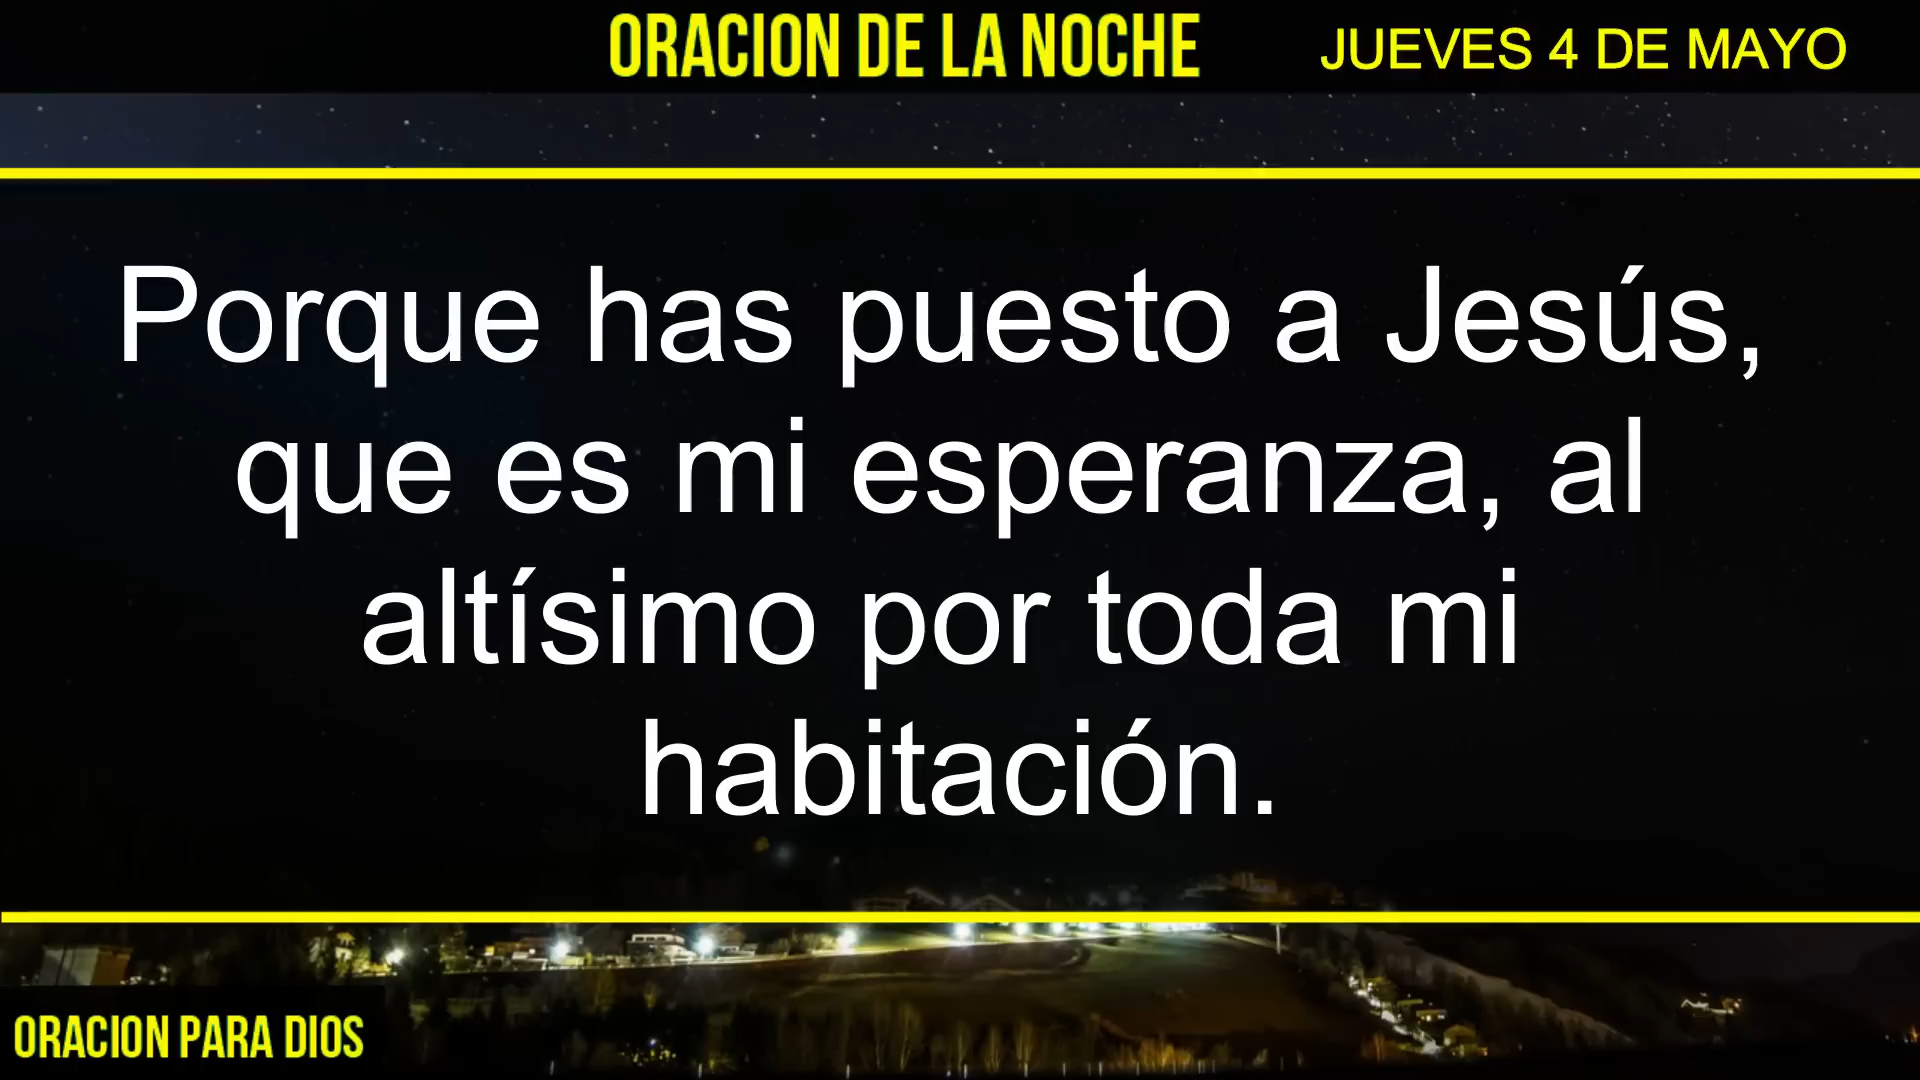 ORACION DE LA NOCHE
JUEVES 4 DE MAYO
Porque has puesto a Jesús,
que es mi esperanza, al
altísimo por toda mi
habitación.
ORACION PARA DIOS